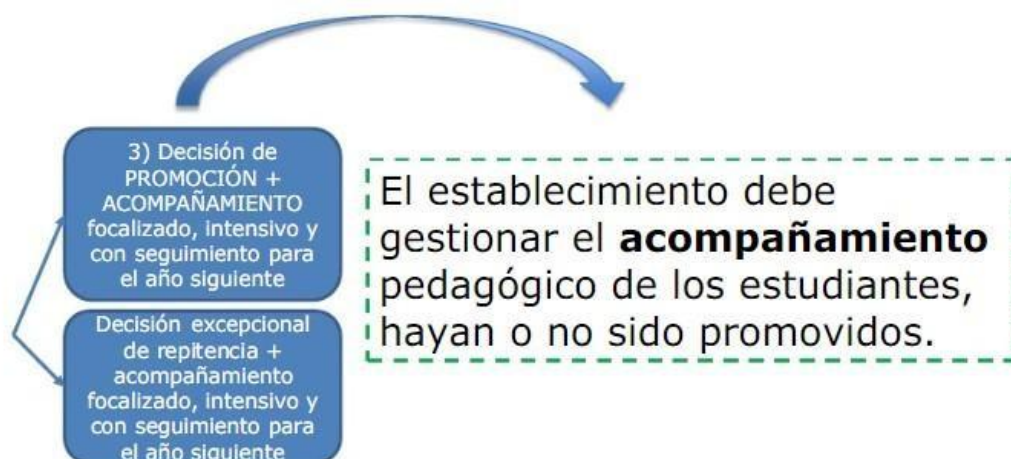 3) Decisión de
PROMOCIÓN +
ACOMPAÑAMIENTO
focalizado, intensivo y
con seguimiento para
el año siguiente
Decisión excepcional
de repitencia +
acompañamiento
focalizado, intensivo y
con seguimiento para
el año siguiente
El establecimiento debe
gestionar el acompañamiento
pedagógico de los estudiantes,
hayan o no sido promovidos.